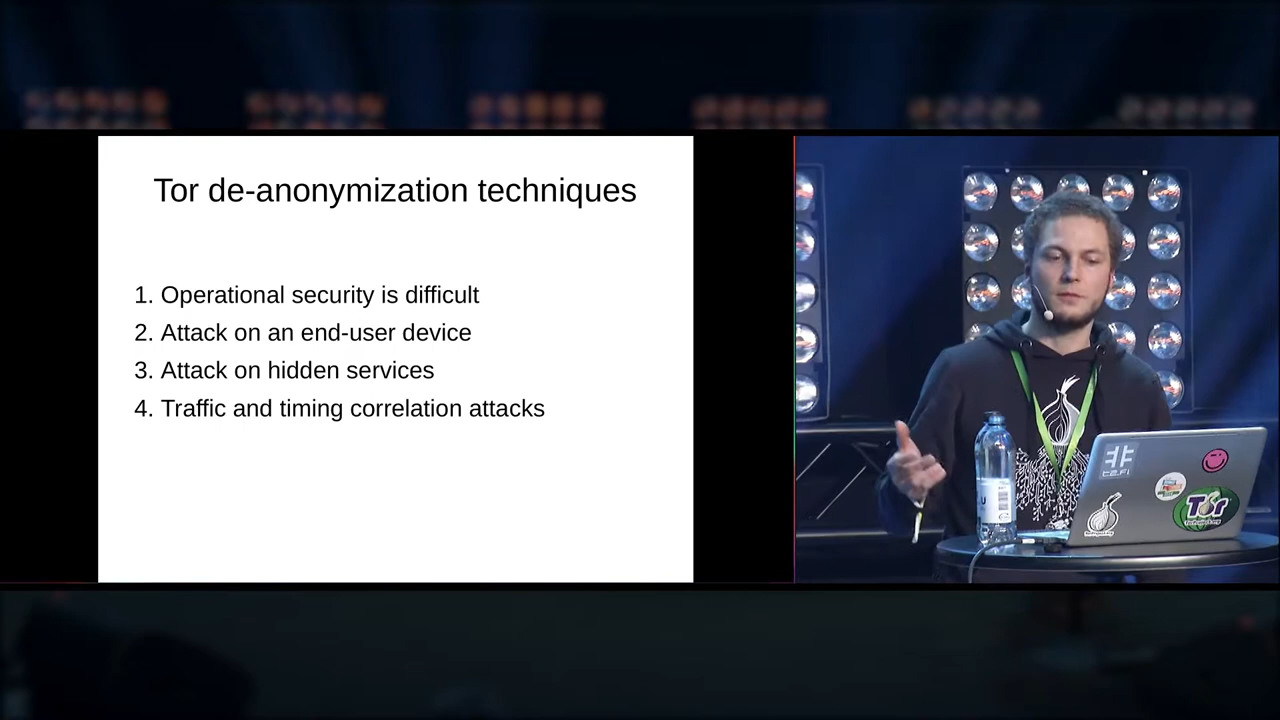 Tor de-anonymization techniques
1. Operational security is difficult
2. Attack on an end-user device
3. Attack on hidden services
4. Traffic and timing correlation attacks
t2.fi
Tor